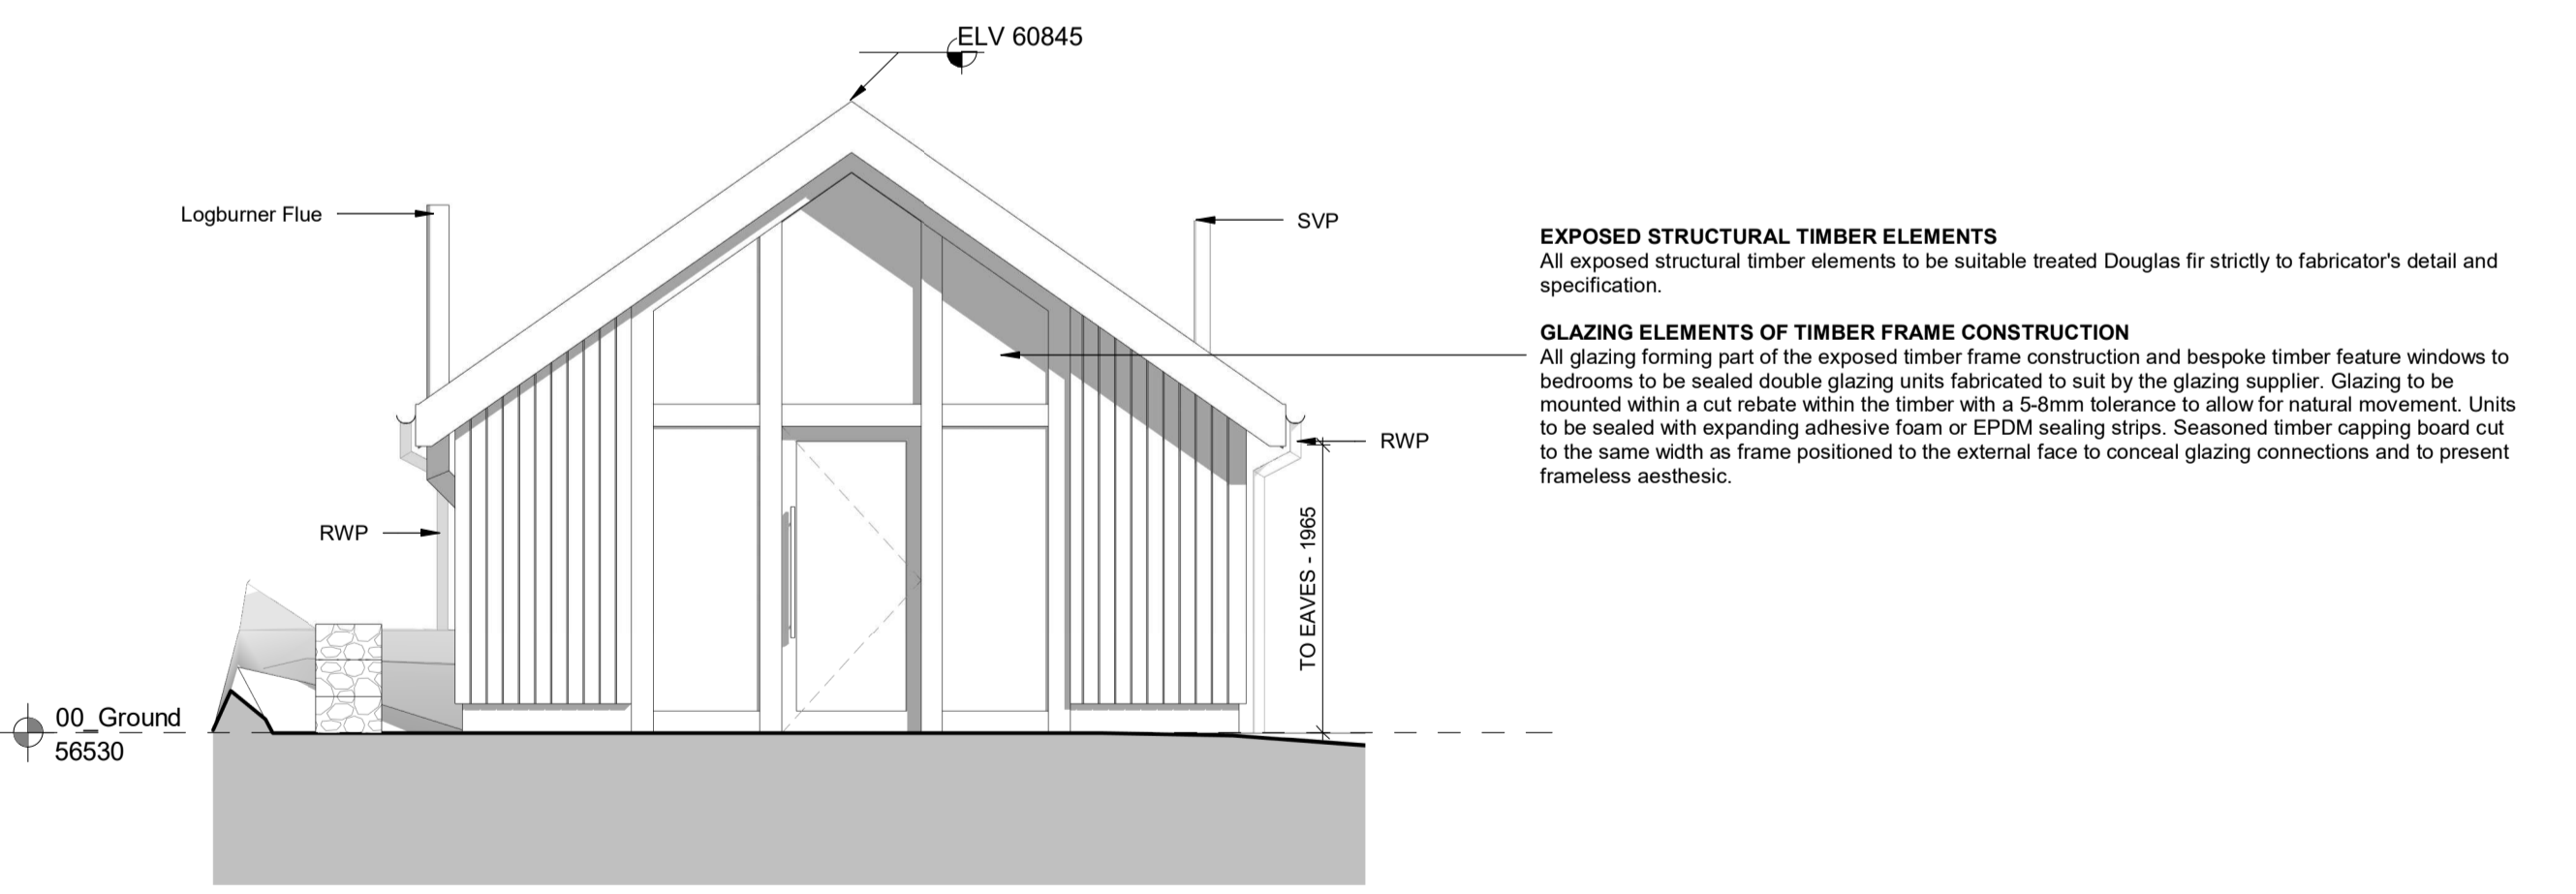 ELV 60845
Logburner Flue
SVP
EXPOSED STRUCTURAL TIMBER ELEMENTS
All exposed structural timber elements to be suitable treated Douglas fir strictly to fabricator's detail and
specification.
GLAZING ELEMENTS OF TIMBER FRAME CONSTRUCTION
All glazing forming part of the exposed timber frame construction and bespoke timber feature windows to
bedrooms to be sealed double glazing units fabricated to suit by the glazing supplier. Glazing to be
mounted within a cut rebate within the timber with a 5-8mm tolerance to allow for natural movement. Units
to be sealed with expanding adhesive foam or EPDM sealing strips. Seasoned timber capping board cut
to the same width as frame positioned to the external face to conceal glazing connections and to present
frameless aesthesic.
RWP
RWP
TO EAVES - 1965
00_Ground
56530